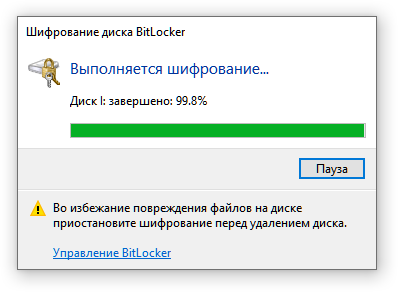 Шифрование диска BitLocker
Выполняется шифрование...
Диск I: завершено: 99.8%
Пауза
Во избежание повреждения файлов на диске
приостановите шифрование перед удалением диска.
Управление BitLocker